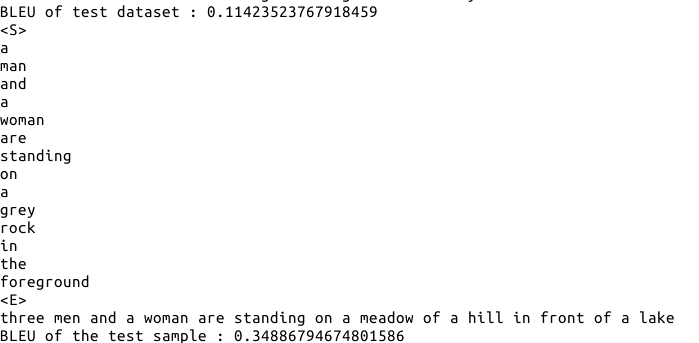 BLEU of test dataset : 0.11423523767918459
<S>
a
man
and
a
woman
are
standing
on
a
grey
rock
in
the
foreground
<E>
three men and a woman are standing on a meadow of a hill in front of a lake
BLEU of the test sample : 0.34886794674801586